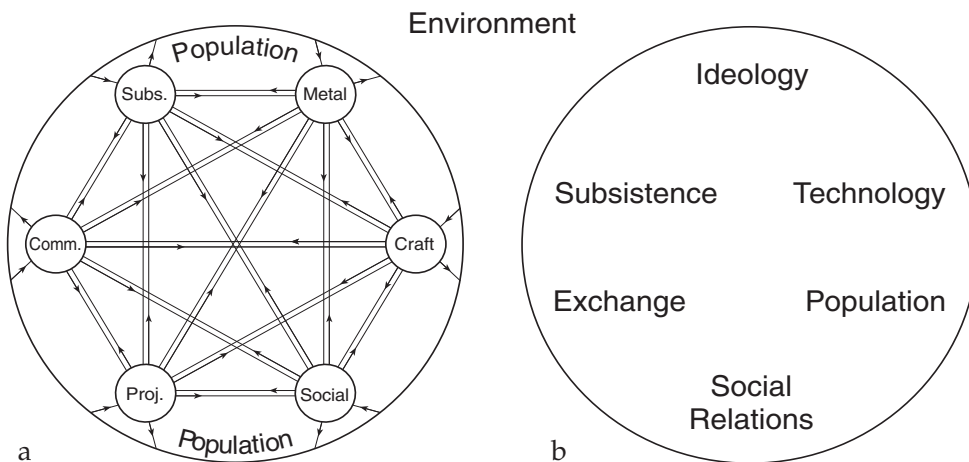 Environment
Population
Subs.
Metal
Comm.
Craft
Proj.
Social
Population
a
Ideology
Subsistence
Technology
Exchange
Population
Social
Relations
b